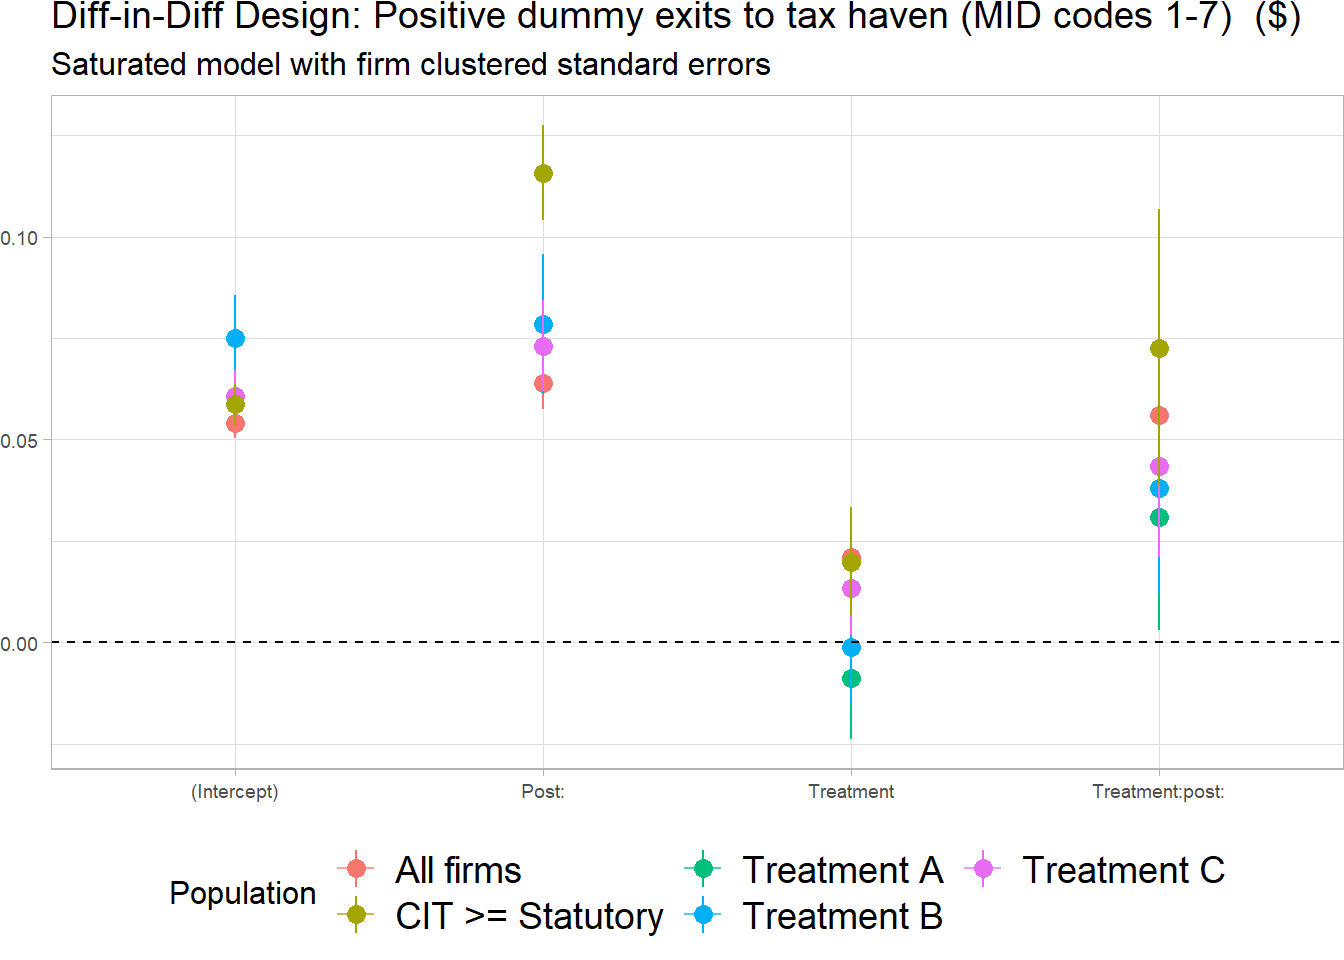 Diff-in-Diff Design: Positive dummy exits to tax haven (MID codes 1-7)  ($)
Saturated model with firm clustered standard errors
0.10
0.05
0.00
(Intercept)
Post:
Treatment
Treatment:post:
Population
All firms
CIT >= Statutory
Treatment A
Treatment B
Treatment C